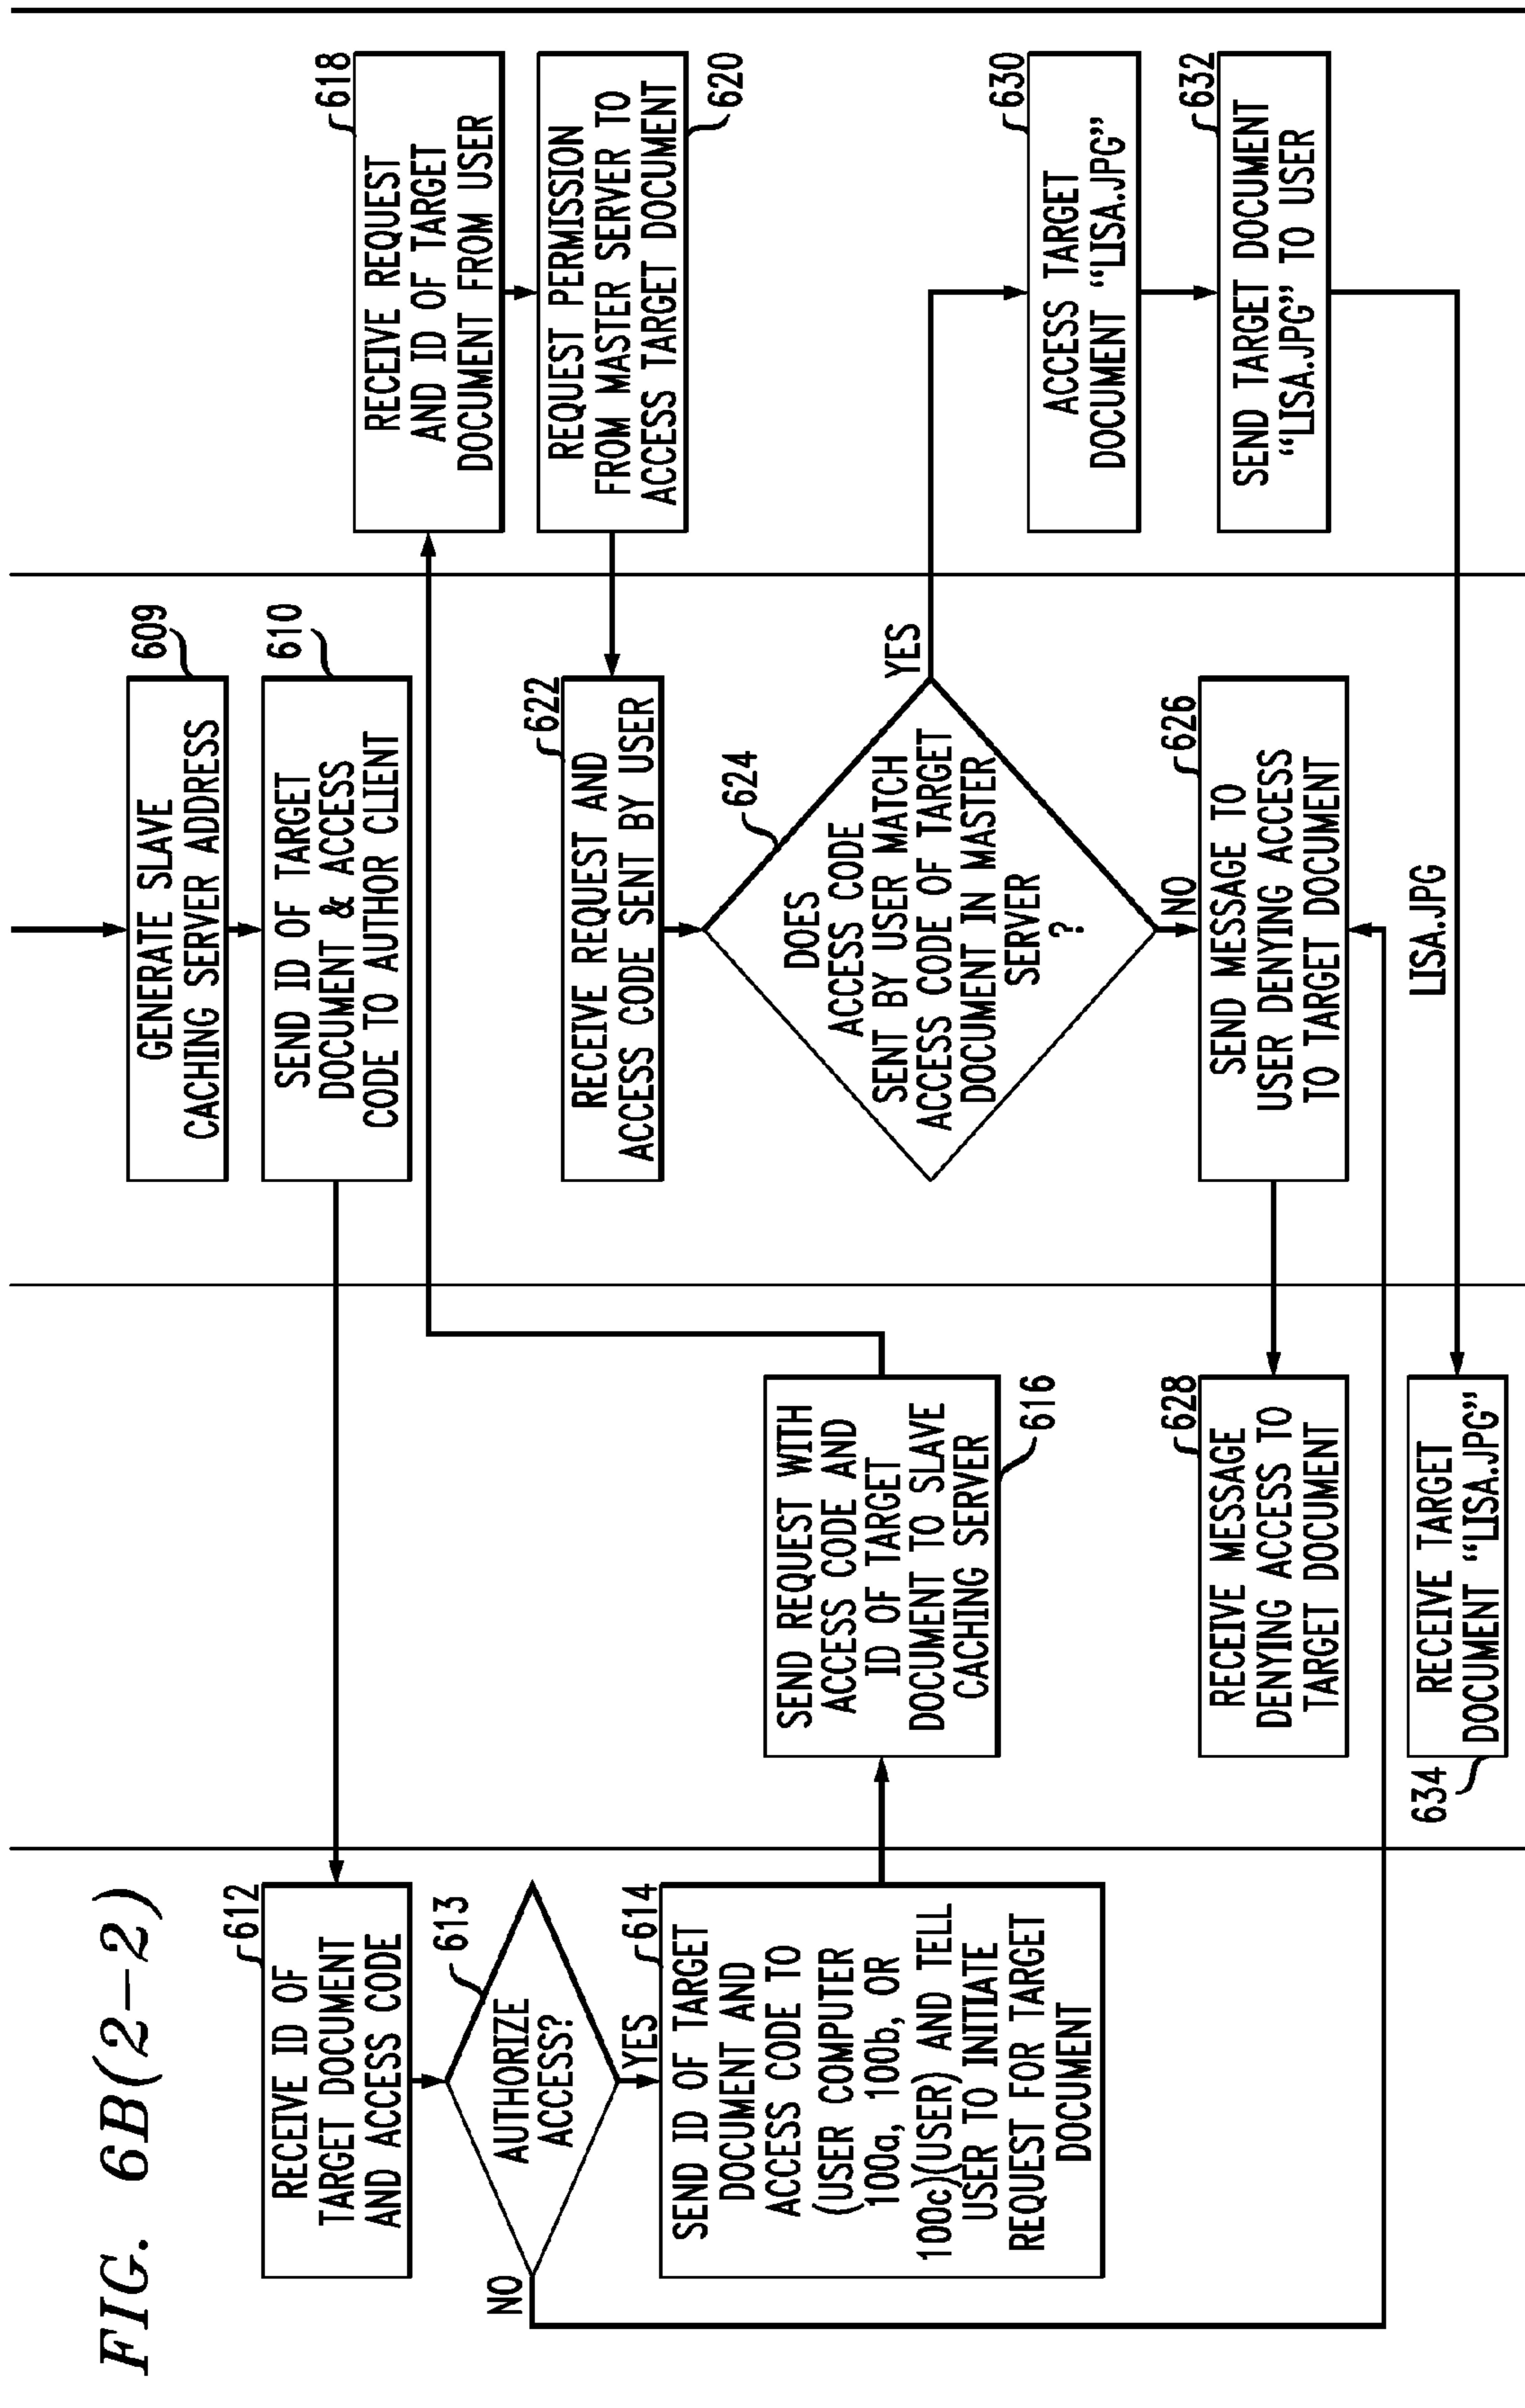 FIG. 6B(2-2)
612
RECEIVE ID OF
TARGET DOCUMENT
AND ACCESS CODE
613
AUTHORIZE
ACCESS?
NO
YES
614
SEND ID OF TARGET
DOCUMENT AND
ACCESS CODE TO
(USER COMPUTER
100a, 100b, OR
100c)(USER) AND TELL
USER TO INITIATE
REQUEST FOR TARGET
DOCUMENT
SEND REQUEST WITH
ACCESS CODE AND
ID OF TARGET
DOCUMENT TO SLAVE
CACHING SERVER
616
628
RECEIVE MESSAGE
DENYING ACCESS TO
TARGET DOCUMENT
RECEIVE TARGET
DOCUMENT “LISA.JPG”
634
609
GENERATE SLAVE
CACHING SERVER ADDRESS
610
SEND ID OF TARGET
DOCUMENT & ACCESS
CODE TO AUTHOR CLIENT
622
RECEIVE REQUEST AND
ACCESS CODE SENT BY USER
624
DOES
ACCESS CODE
SENT BY USER MATCH
ACCESS CODE OF TARGET
DOCUMENT IN MASTER
SERVER
?
YES
NO
626
SEND MESSAGE TO
USER DENYING ACCESS
TO TARGET DOCUMENT
LISA.JPG
618
RECEIVE REQUEST
AND ID OF TARGET
DOCUMENT FROM USER
REQUEST PERMISSION
FROM MASTER SERVER TO
ACCESS TARGET DOCUMENT
620
630
ACCESS TARGET
DOCUMENT “LISA.JPG”
632
SEND TARGET DOCUMENT
“LISA.JPG” TO USER